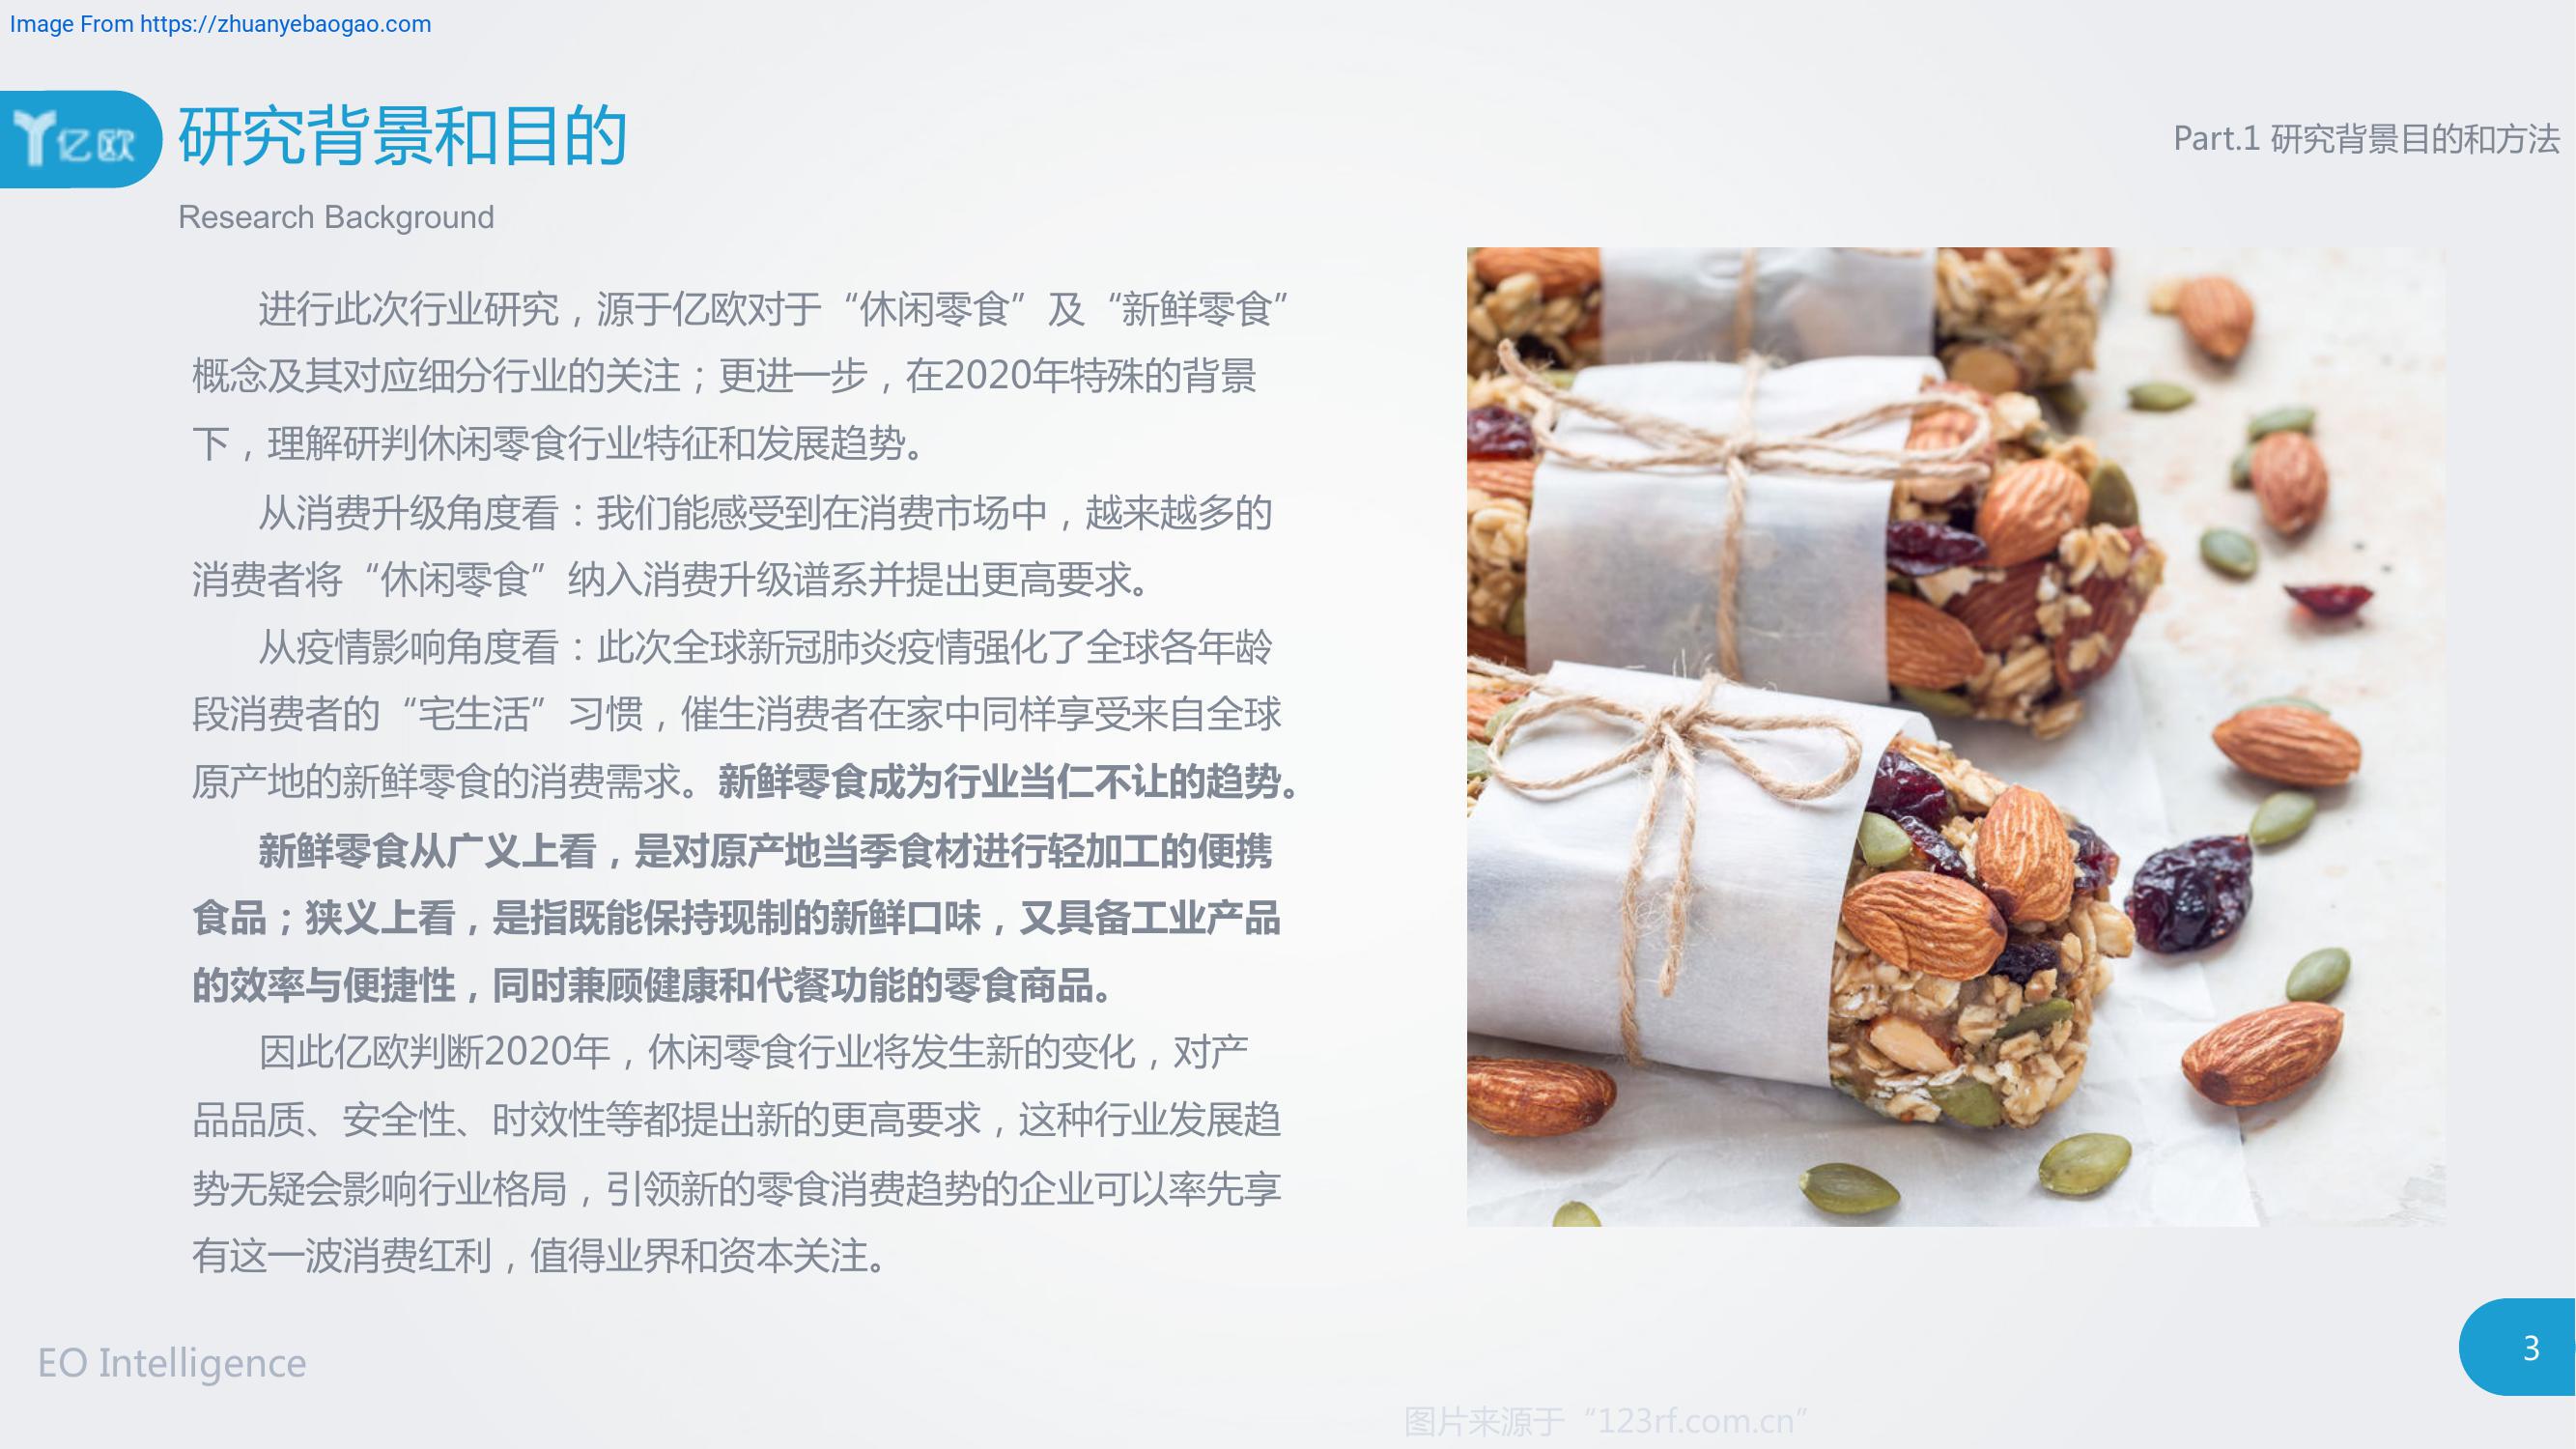 Image From https://zhuanyebaogao.com
亿欧
研究背景和目的
Part.1 研究背景目的和方法
Research Background
进行此次行业研究，源于亿欧对于“休闲零食”及“新鲜零食”
概念及其对应细分行业的关注；更进一步，在2020年特殊的背景
下，理解研判休闲零食行业特征和发展趋势。
从消费升级角度看：我们能感受到在消费市场中，越来越多的
消费者将“休闲零食”纳入消费升级谱系并提出更高要求。
从疫情影响角度看：此次全球新冠肺炎疫情强化了全球各年龄
段消费者的“宅生活”习惯，催生消费者在家中同样享受来自全球
原产地的新鲜零食的消费需求。新鲜零食成为行业当仁不让的趋势。
新鲜零食从广义上看，是对原产地当季食材进行轻加工的便携
食品；狭义上看，是指既能保持现制的新鲜口味，又具备工业产品
的效率与便捷性，同时兼顾健康和代餐功能的零食商品。
因此亿欧判断2020年，休闲零食行业将发生新的变化，对产
品品质、安全性、时效性等都提出新的更高要求，这种行业发展趋
势无疑会影响行业格局，引领新的零食消费趋势的企业可以率先享
有这一波消费红利，值得业界和资本关注。
EO Intelligence
3
图片来源于“123rf.com.cn”